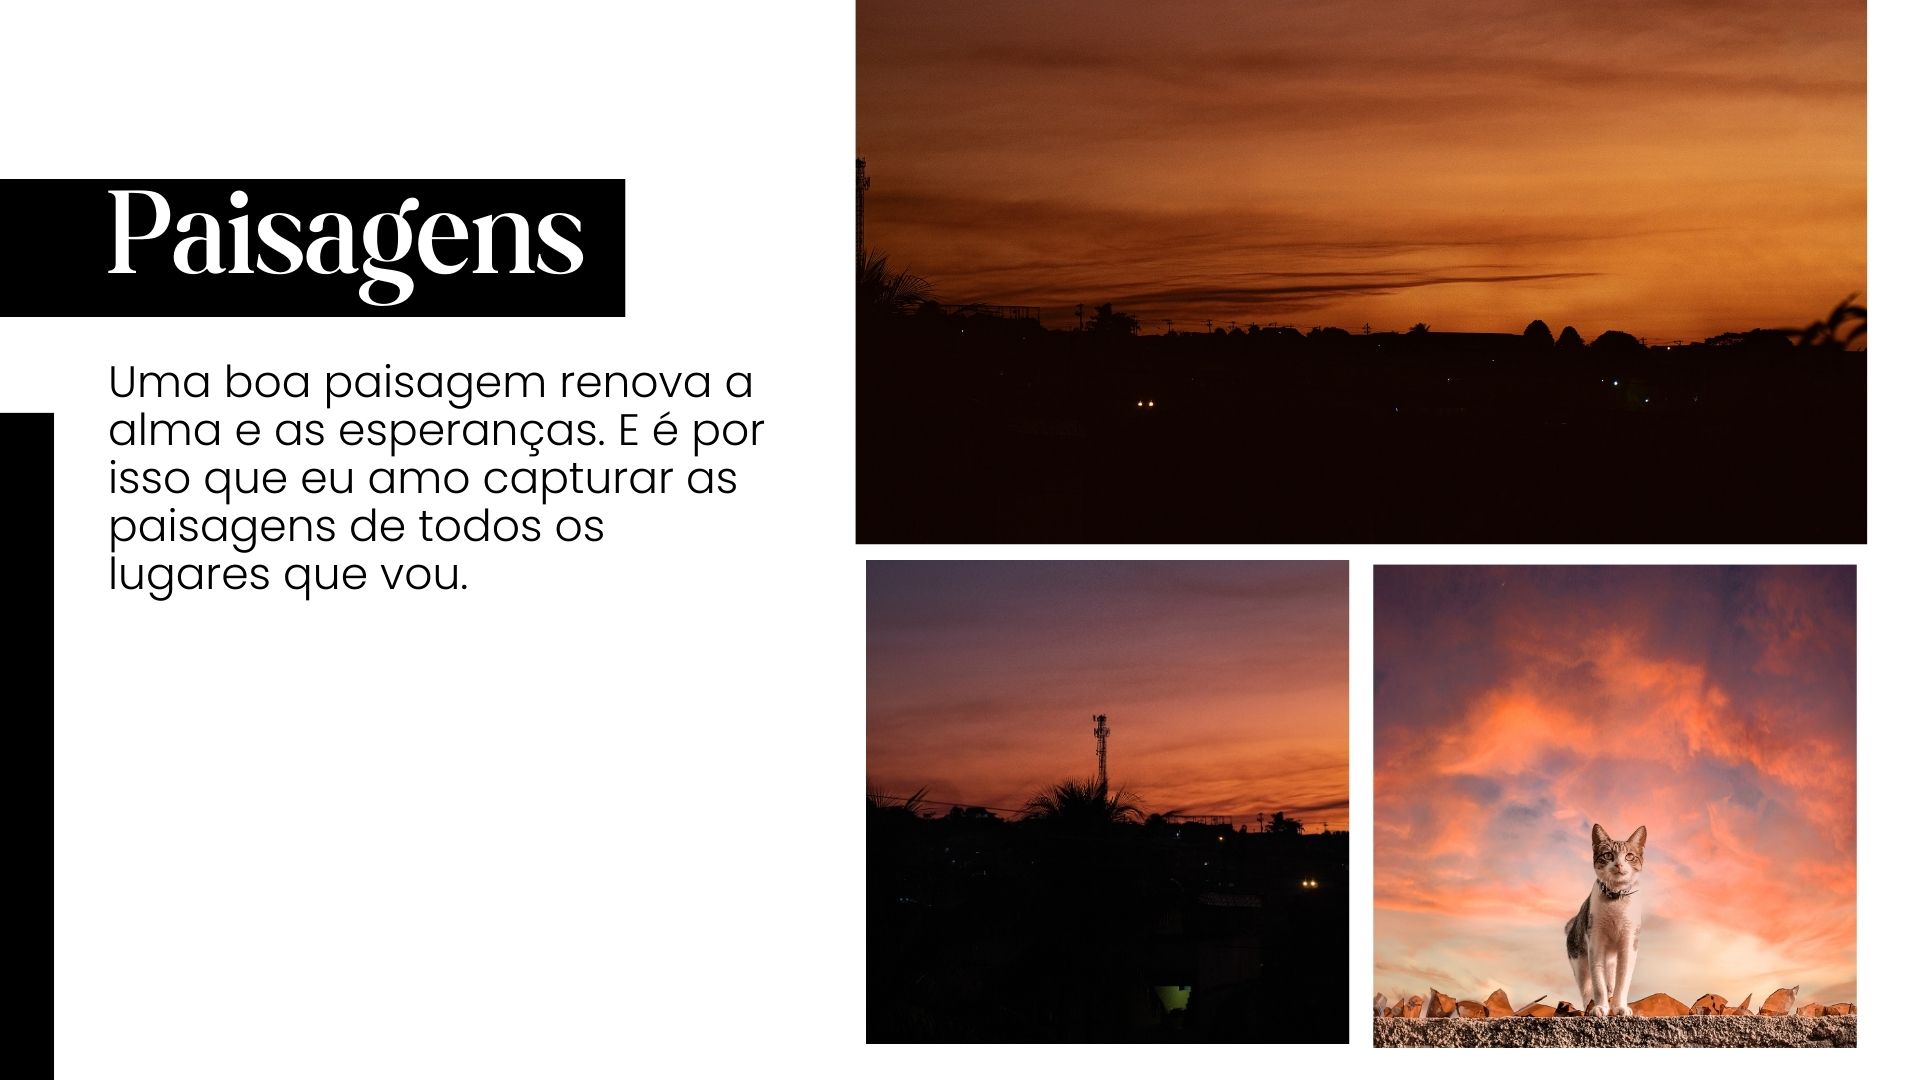 Paisagens
Uma boa paisagem renova a
alma e as esperanças. E é por
isso que eu amo capturar as
paisagens de todos os
lugares que vou.